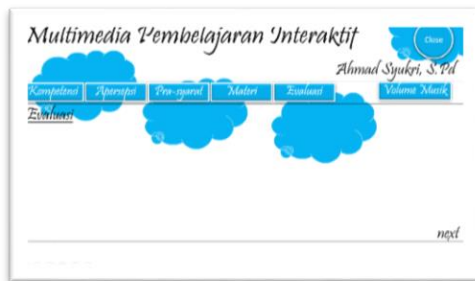 Multimedia Pembelajaran Interaktif
Close
Ahmad Syukri, S.Pd
Kompetensi Apersepsi Pra-syarat Materi Evaluasi Volume Musik
Evaluasi
next